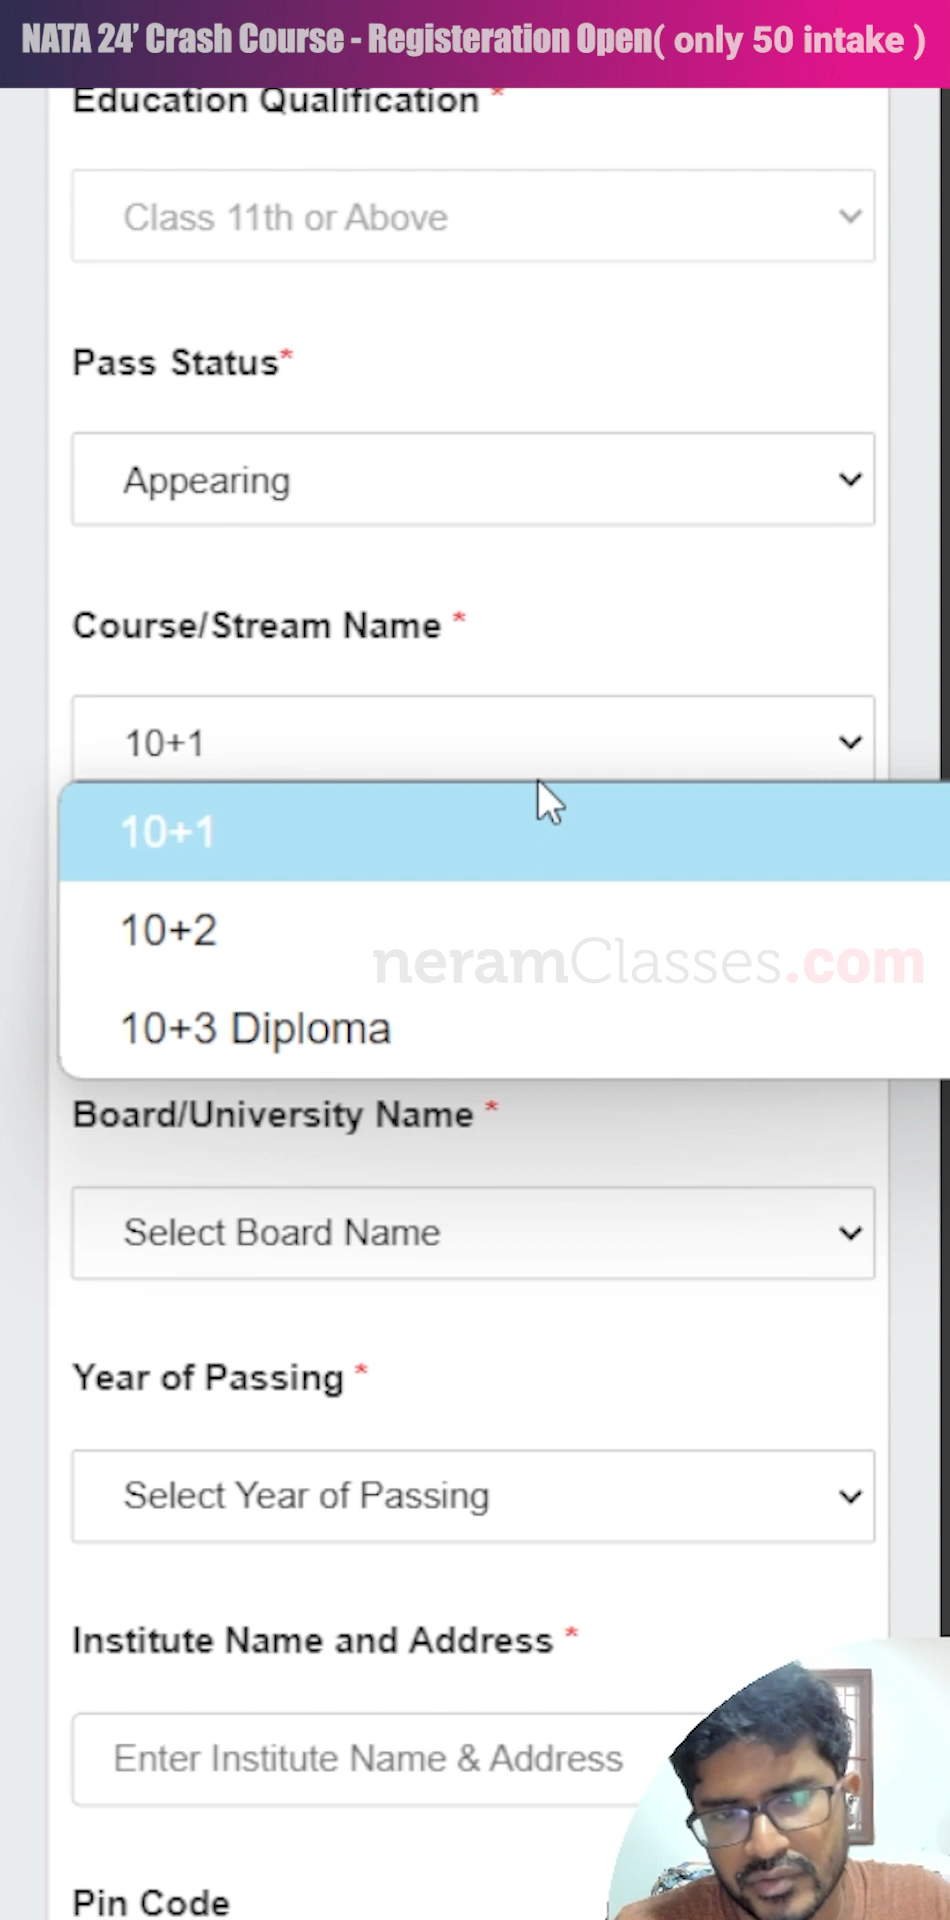 NATA 24’ Crash Course - Registeration Open( only 50 intake )
Education Qualification *
Class 11th or Above
Pass Status*
Appearing
Course/Stream Name *
10+1
10+1
10+2
neramClasses.com
10+3 Diploma
Board/University Name *
Select Board Name
Year of Passing *
Select Year of Passing
Institute Name and Address *
Enter Institute Name & Address
Pin Code